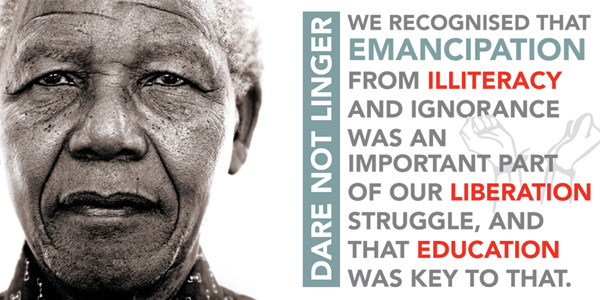 DARE NOT LINGER
WE RECOGNISED THAT
EMANCIPATION
FROM ILLITERACY
AND IGNORANCE
WAS AN
IMPORTANT PART
OF OUR LIBERATION
STRUGGLE, AND
THAT EDUCATION
WAS KEY TO THAT.